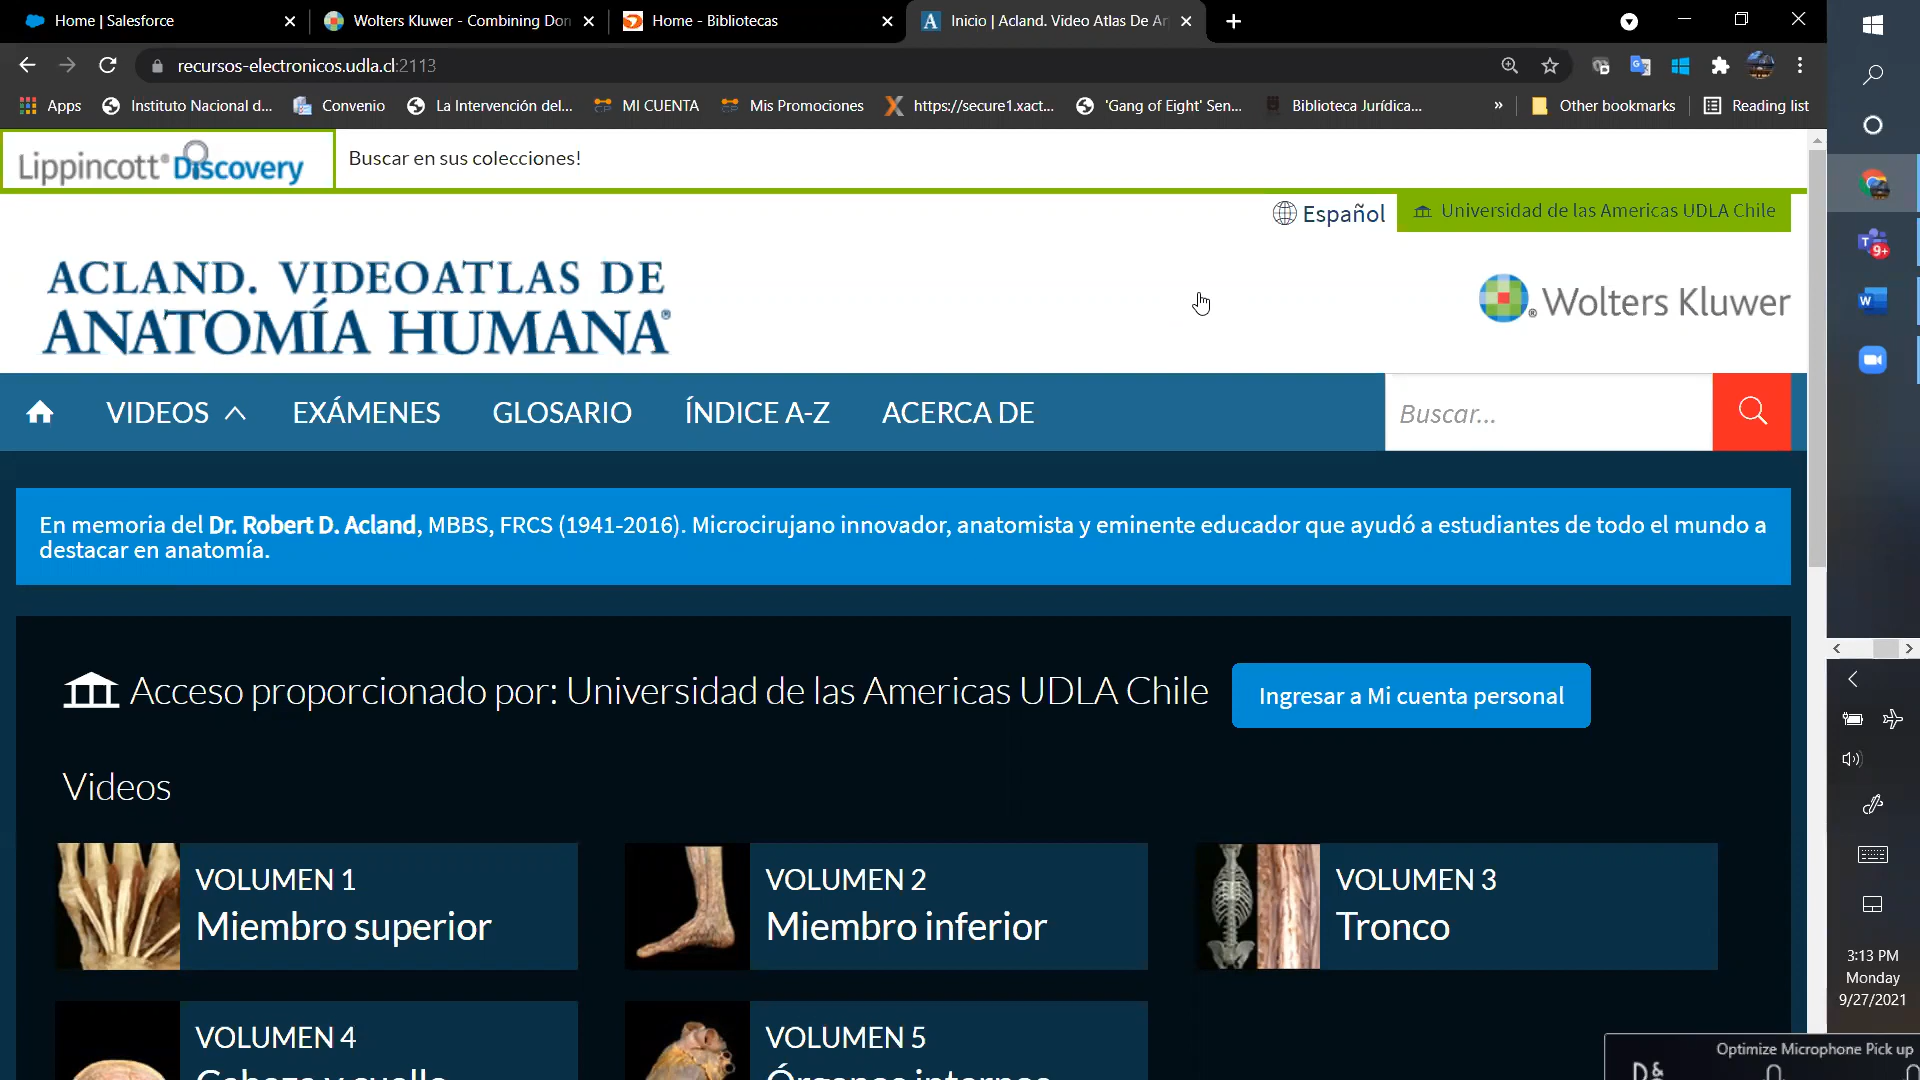 Home | Salesforce
Wolters Kluwer - Combining Dom
Home - Bibliotecas
Inicio | Acland. Video Atlas De An
recursos-electronicos.udla.cl:2113
Apps
Instituto Nacional d...
Convenio
La Intervención del...
MI CUENTA
Mis Promociones
https://secure1.xact...
'Gang of Eight' Sen...
Biblioteca Jurídica...
»
Other bookmarks
Reading list
Lippincott® Discovery
Buscar en sus colecciones!
Español
Universidad de las Americas UDLA Chile
ACLAND. VIDEOATLAS DE
ANATOMÍA HUMANA®
Wolters Kluwer
VIDEOS
EXÁMENES
GLOSARIO
ÍNDICE A-Z
ACERCA DE
Buscar...
En memoria del Dr. Robert D. Acland, MBBS, FRCS (1941-2016). Microcirujano innovador, anatomista y eminente educador que ayudó a estudiantes de todo el mundo a
destacar en anatomía.
Acceso proporcionado por: Universidad de las Americas UDLA Chile
Ingresar a Mi cuenta personal
Videos
VOLUMEN 1
Miembro superior
VOLUMEN 2
Miembro inferior
VOLUMEN 3
Tronco
VOLUMEN 4
Cabeza y cuello
VOLUMEN 5
Órganos internos
9+
3:13 PM
Monday
9/27/2021
Optimize Microphone Pick up